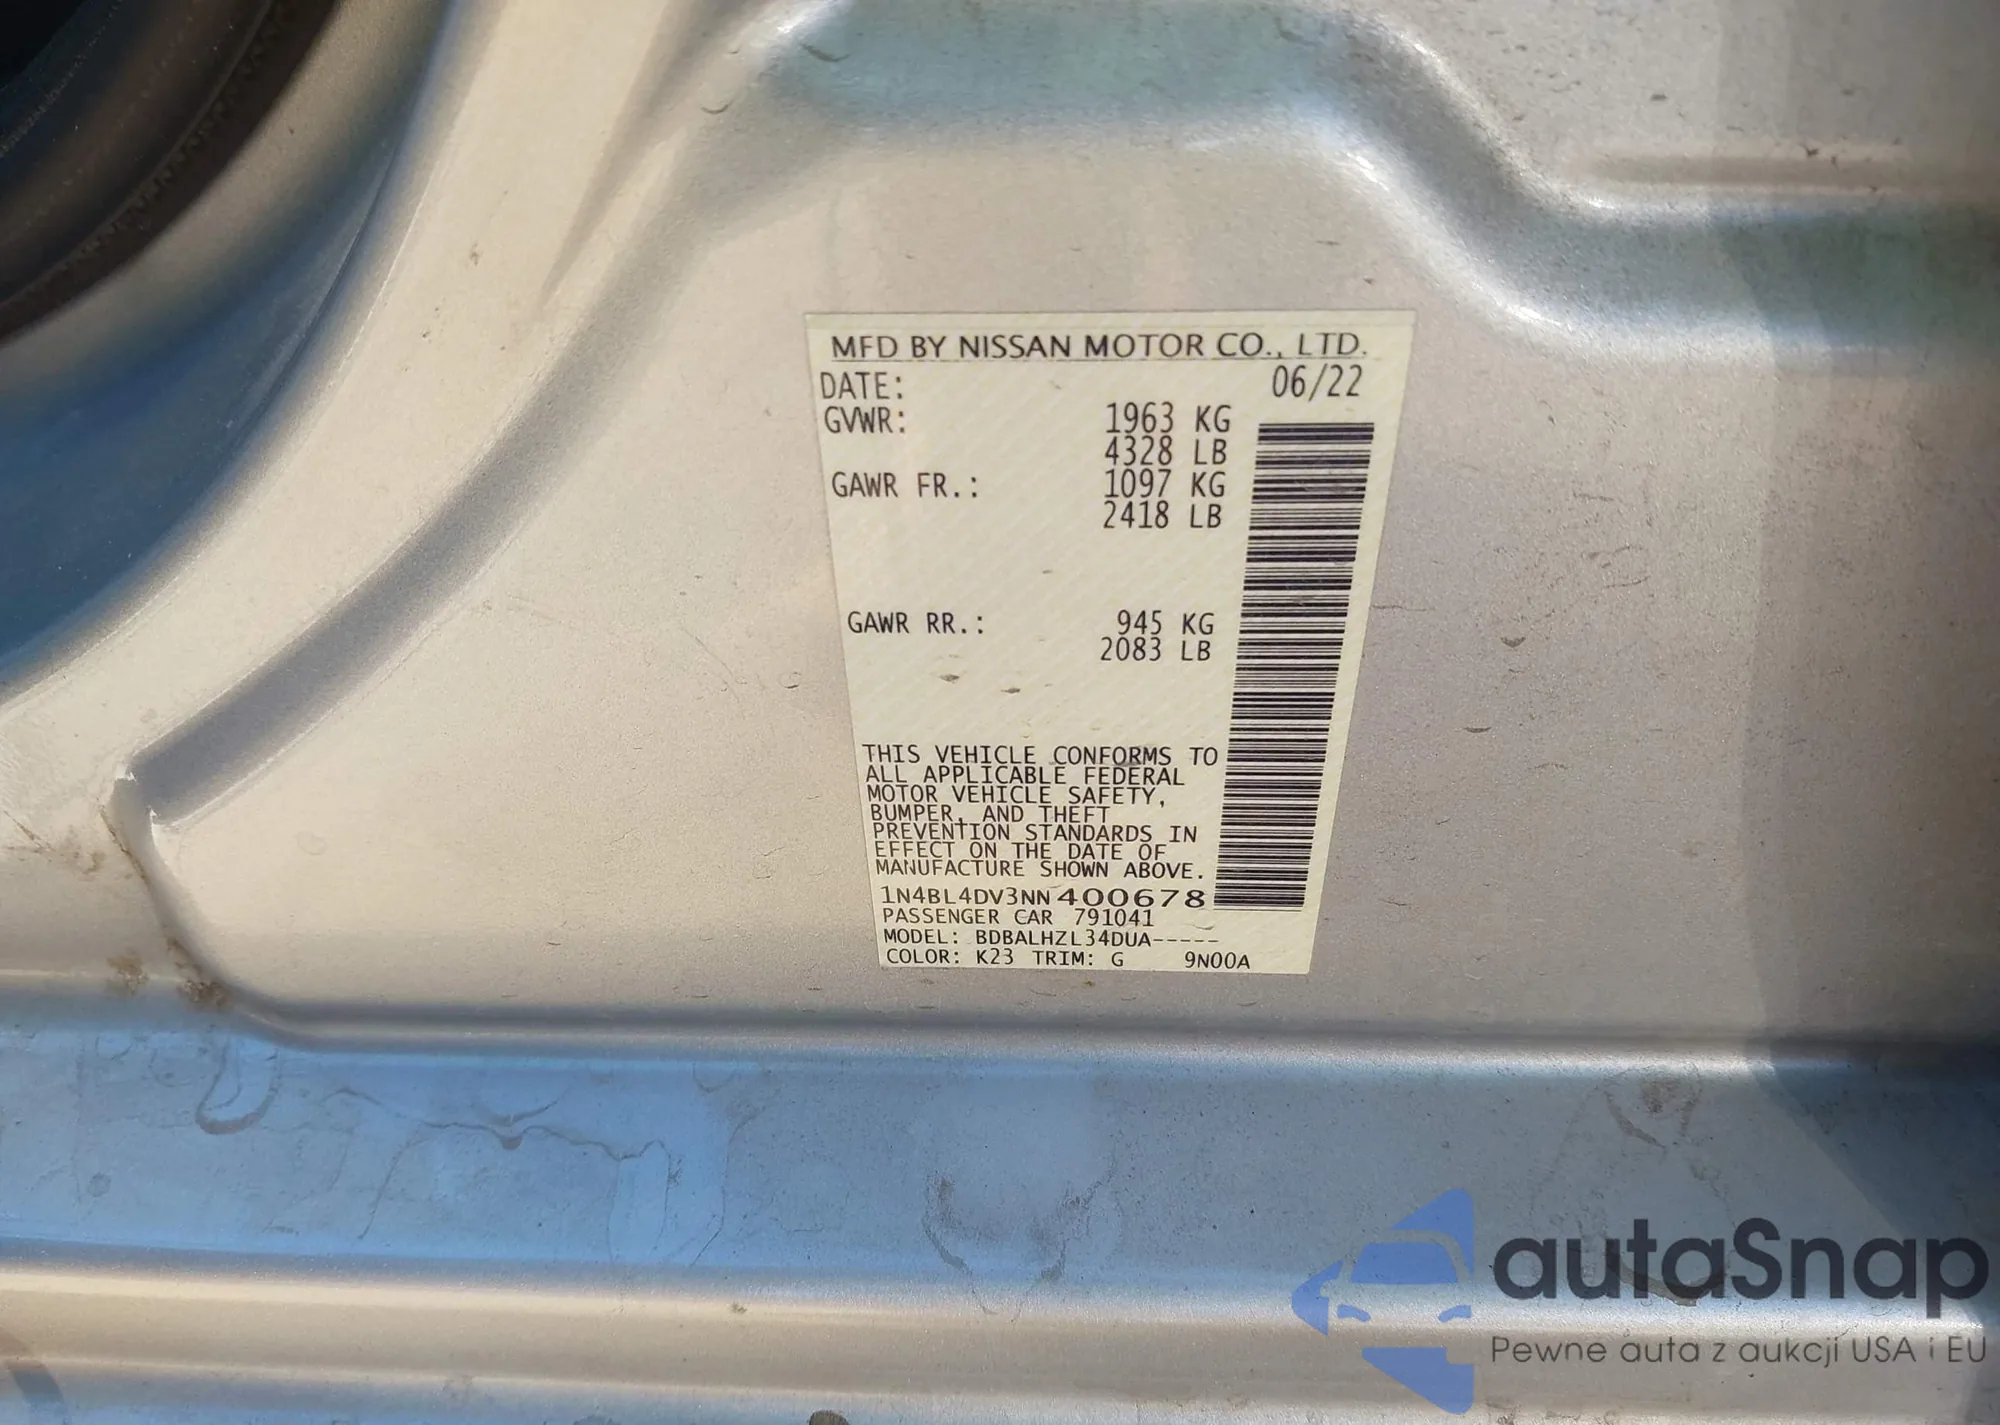 MFD BY NISSAN MOTOR CO., LTD.
DATE: 06/22
GVWR: 1963 KG
4328 LB
GAWR FR.: 1097 KG
2418 LB
GAWR RR.: 945 KG
2083 LB
THIS VEHICLE CONFORMS TO
ALL APPLICABLE FEDERAL
MOTOR VEHICLE SAFETY,
BUMPER, AND THEFT
PREVENTION STANDARDS IN
EFFECT ON THE DATE OF
MANUFACTURE SHOWN ABOVE.
1N4BL4DV3NN400678
PASSENGER CAR 791041
MODEL: BDBALHZL34DUA-----
COLOR: K23 TRIM: G 9N00A
autaSnap
Pewne auta z aukcji USA i EU